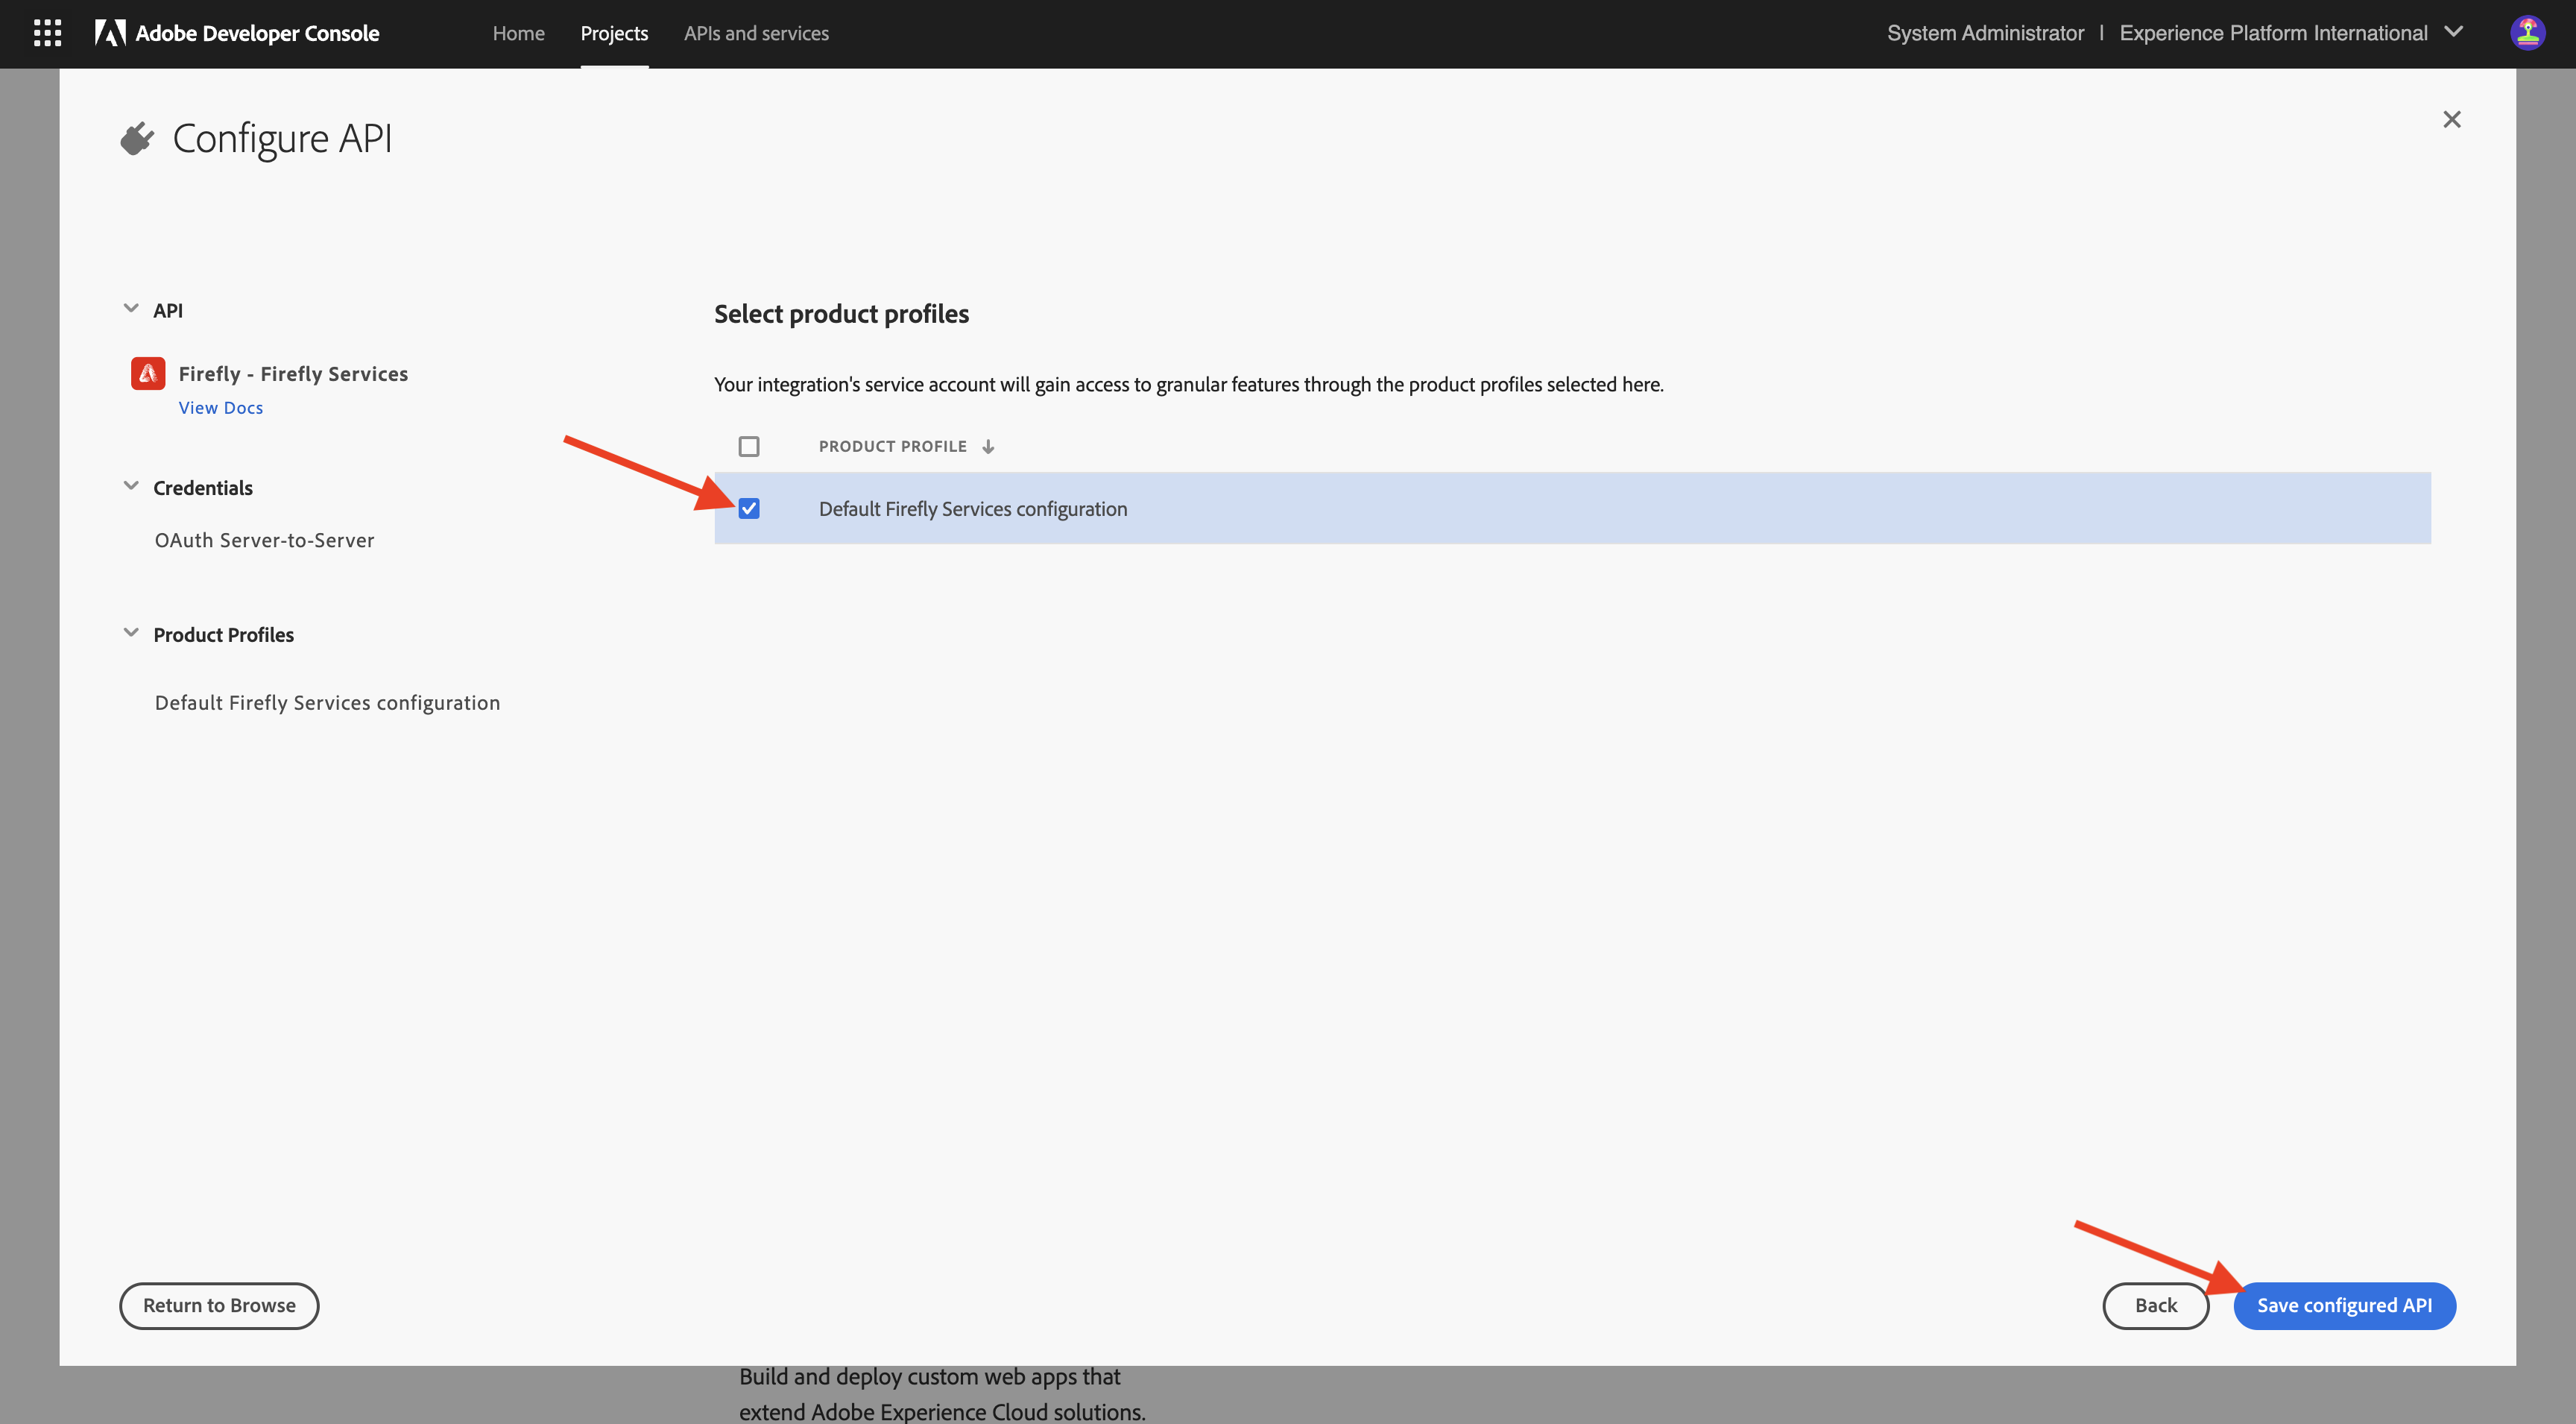 Adobe Developer Console
Home
Projects
APIs and services
System Administrator | Experience Platform International
Configure API
API
Firefly - Firefly Services
View Docs
Credentials
OAuth Server-to-Server
Product Profiles
Default Firefly Services configuration
Select product profiles
Your integration's service account will gain access to granular features through the product profiles selected here.
PRODUCT PROFILE
Default Firefly Services configuration
Return to Browse
Back
Save configured API
Build and deploy custom web apps that
extend Adobe Experience Cloud solutions.